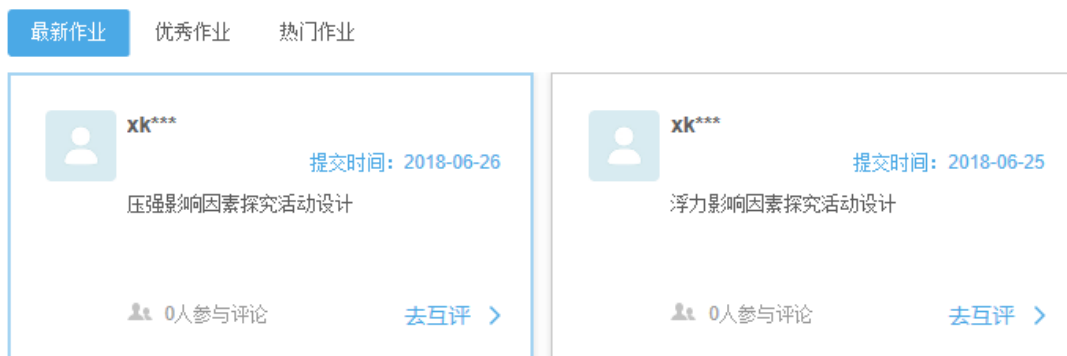 最新作业 优秀作业 热门作业
xk***
提交时间：2018-06-26
压强影响因素探究活动设计
0人参与评论 去互评 >
xk***
提交时间：2018-06-25
浮力影响因素探究活动设计
0人参与评论 去互评 >